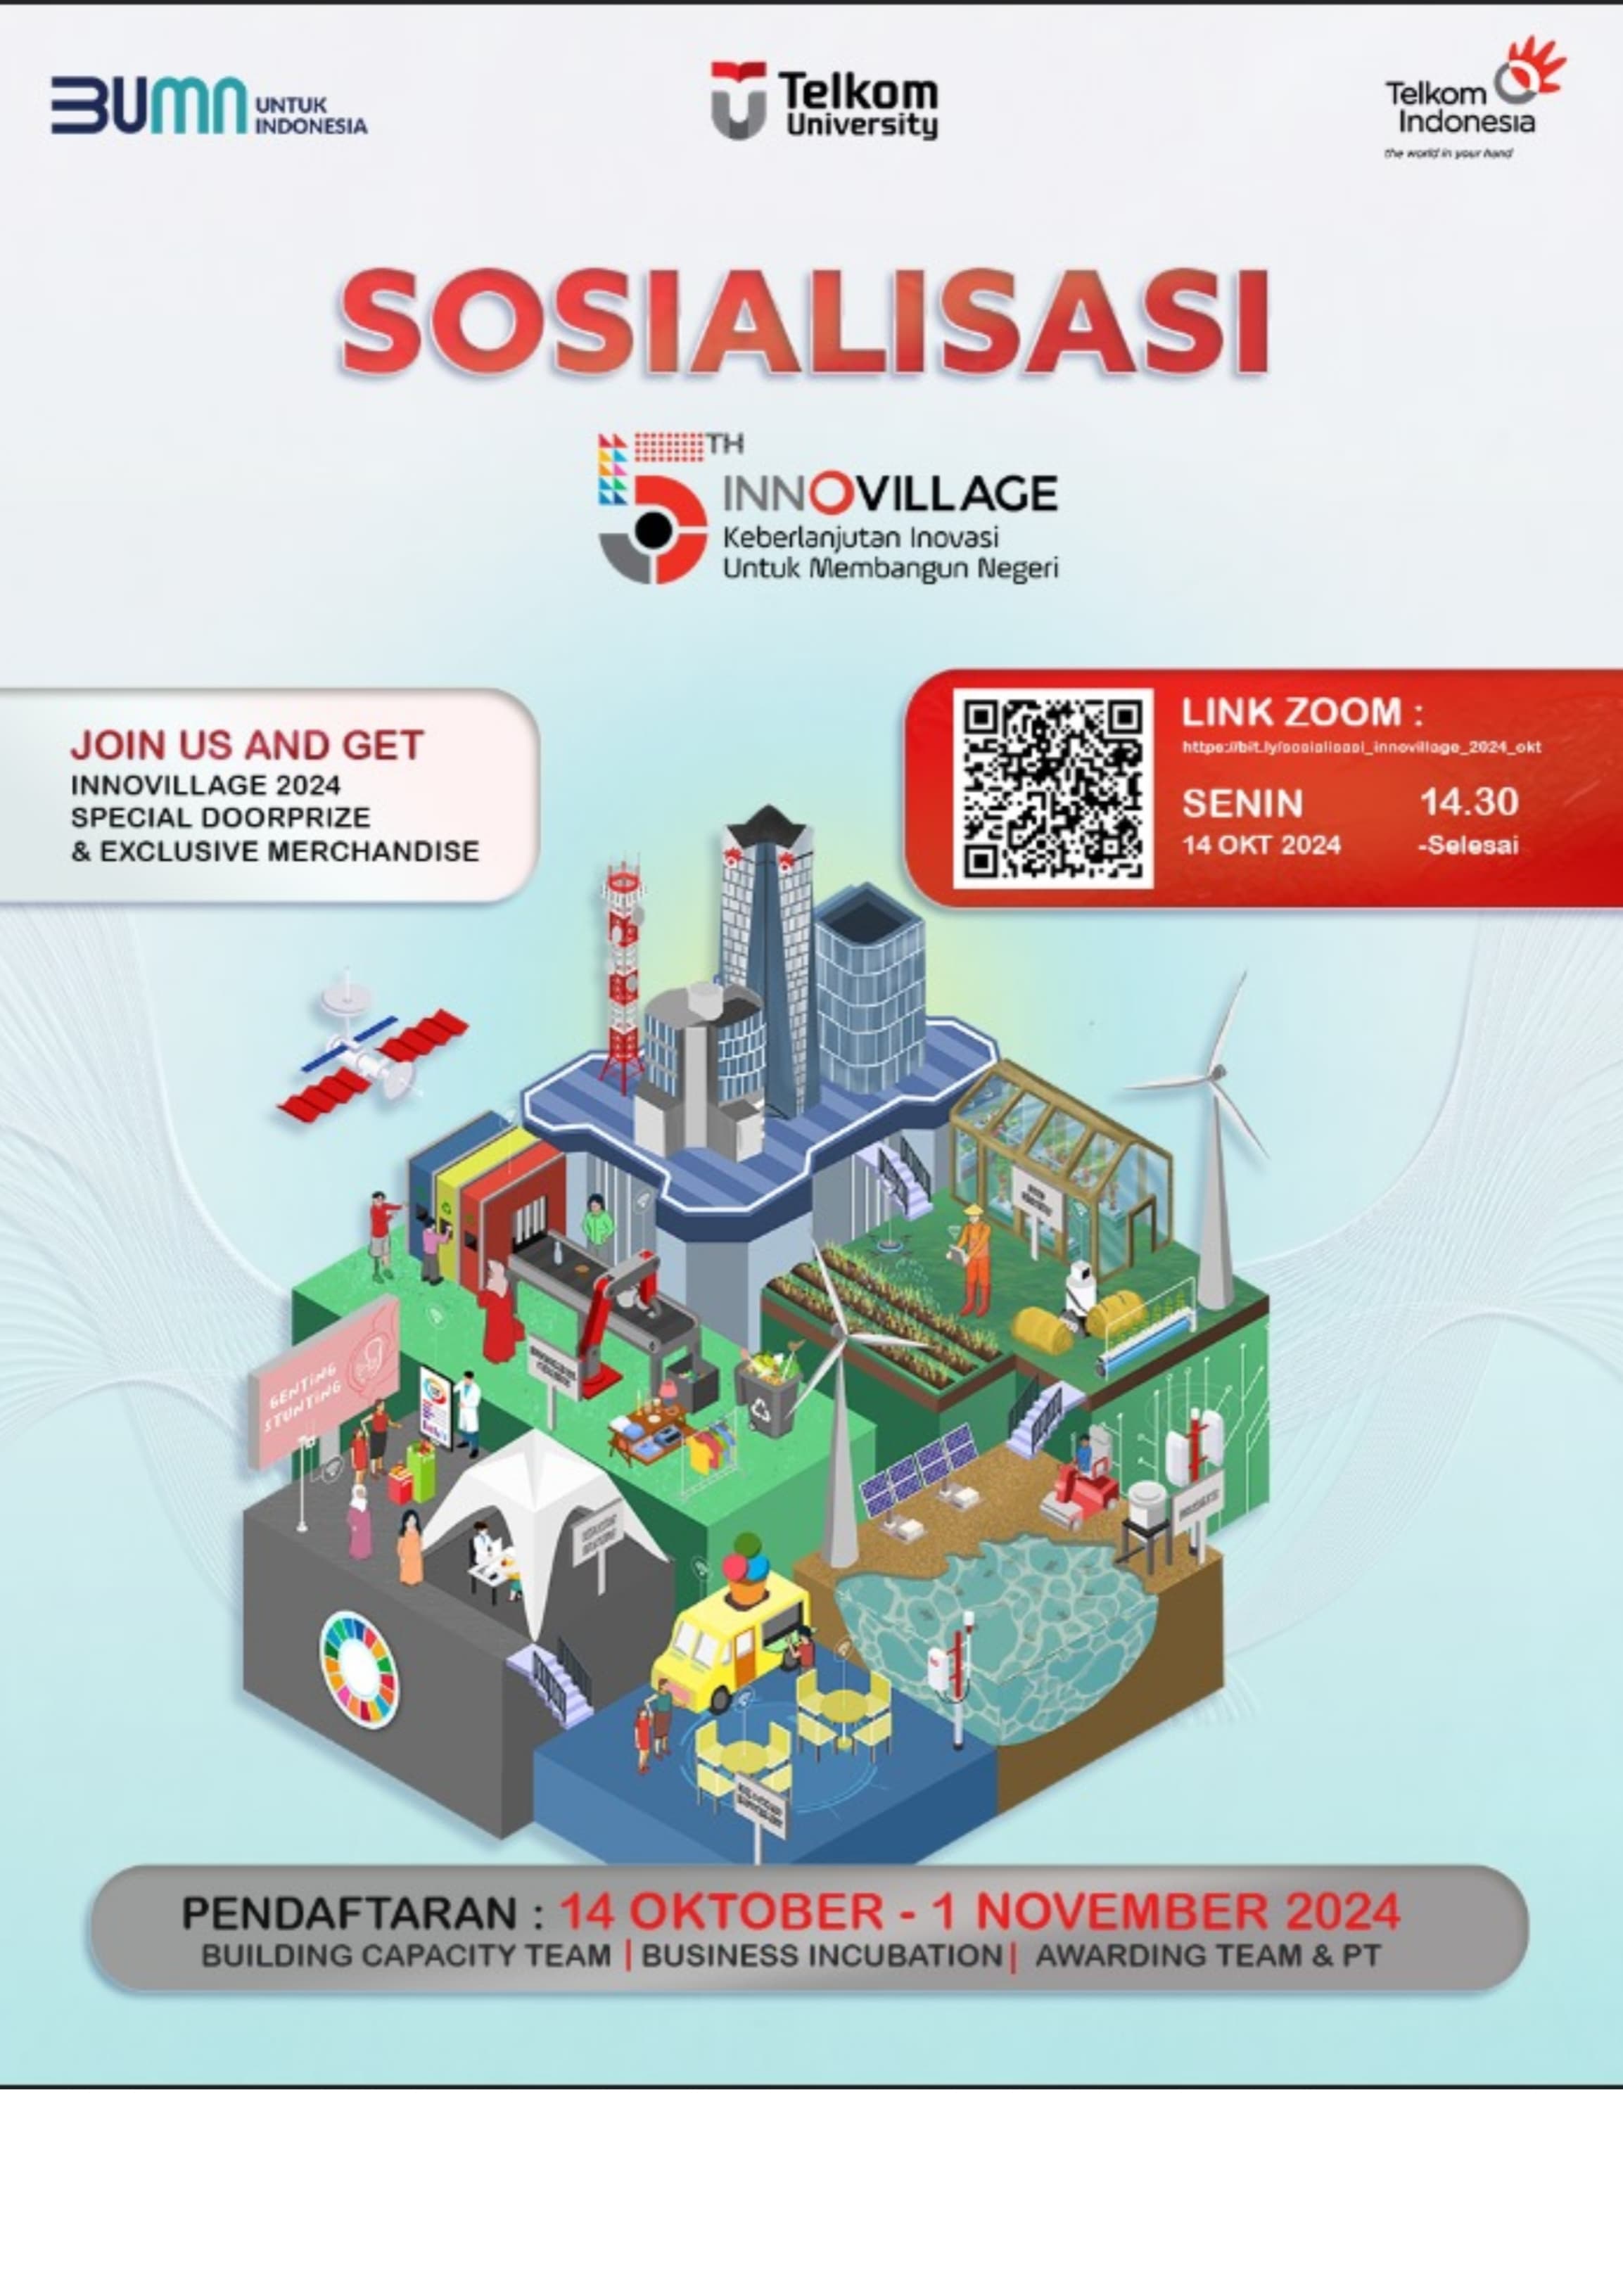 BUMN UNTUK
INDONESIA
Telkom
University
Telkom
Indonesia
the world in your hand
SOSIALISASI
5TH
INNOVILLAGE
Keberlanjutan Inovasi
Untuk Membangun Negeri
JOIN US AND GET
INNOVILLAGE 2024
SPECIAL DOORPRIZE
& EXCLUSIVE MERCHANDISE
LINK ZOOM :
https://bit.ly/sosialisasi_innovillage_2024_okt
SENIN 14.30
14 OKT 2024 -Selesai
GENTING
STUNTING
PENDAFTARAN : 14 OKTOBER - 1 NOVEMBER 2024
BUILDING CAPACITY TEAM | BUSINESS INCUBATION | AWARDING TEAM & PT